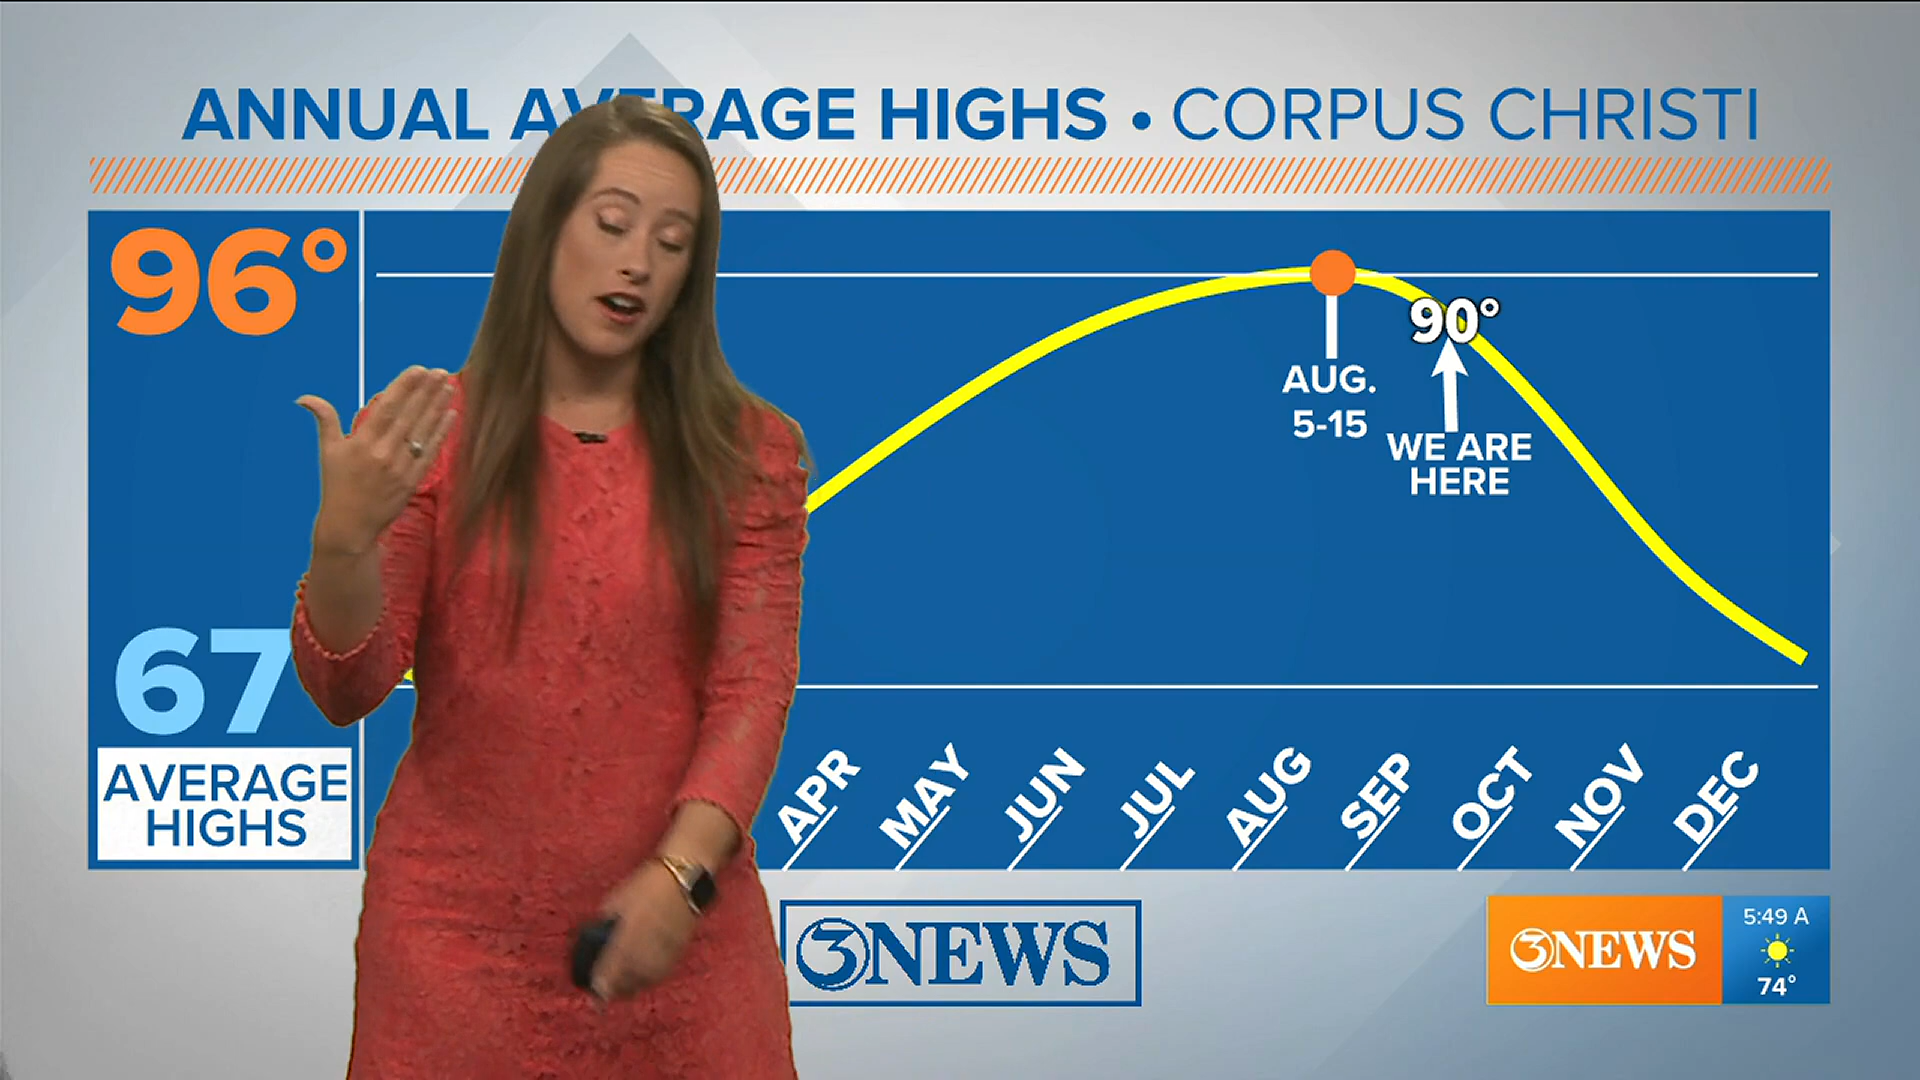 ANNUAL AVERAGE HIGHS • CORPUS CHRISTI
96°
90°
AUG.
5-15
WE ARE
HERE
67
AVERAGE
HIGHS
APR
MAY
JUN
JUL
AUG
SEP
OCT
NOV
DEC
3NEWS
3NEWS
5:49 A
74°